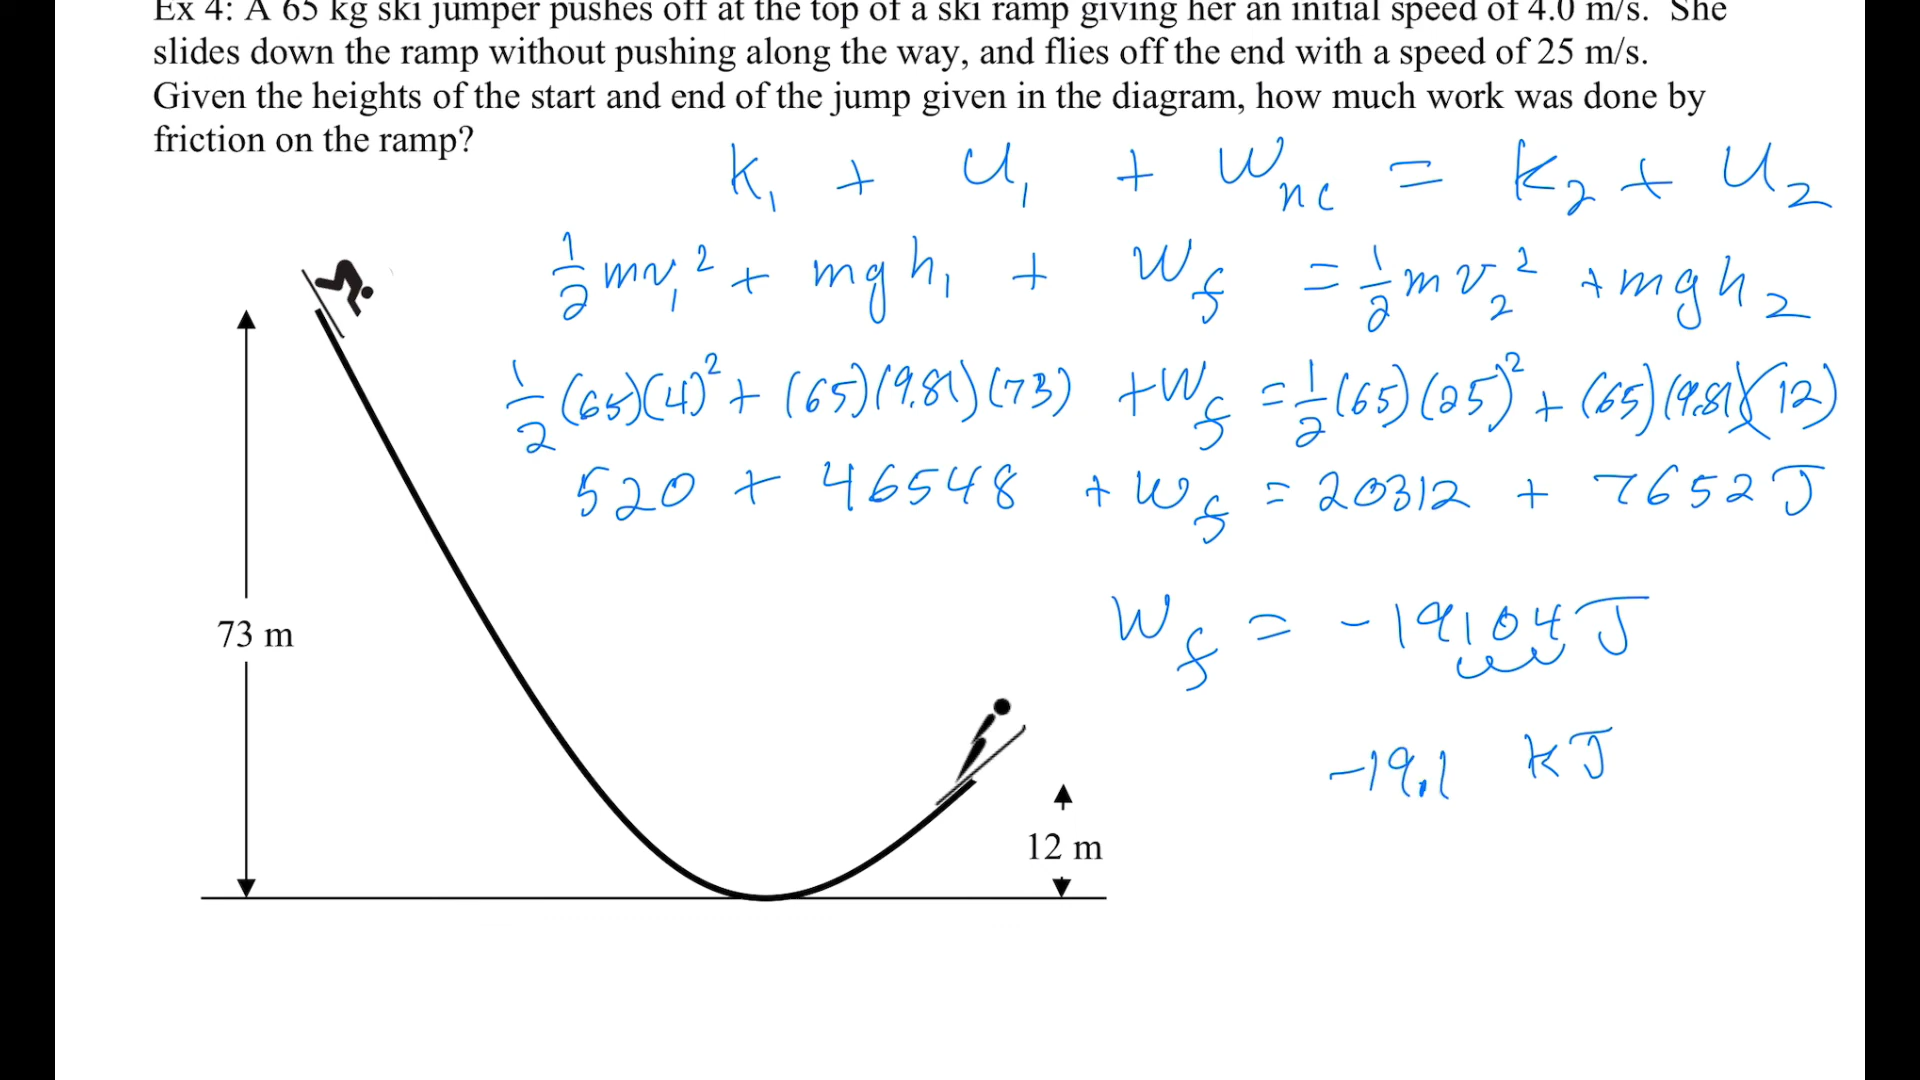 Ex 4: A 65 kg ski jumper pushes off at the top of a ski ramp giving her an initial speed of 4.0 m/s. She
slides down the ramp without pushing along the way, and flies off the end with a speed of 25 m/s.
Given the heights of the start and end of the jump given in the diagram, how much work was done by
friction on the ramp?
K₁ + U₁ + W_nc = K₂ + U₂
½mv₁² + mgh₁ + W_f = ½mv₂² + mgh₂
½(65)(4)² + (65)(9.81)(73) + W_f = ½(65)(25)² + (65)(9.81)(12)
520 + 46548 + W_f = 20312 + 7652 J
W_f = -19104 J
73 m
-19.1 kJ
12 m